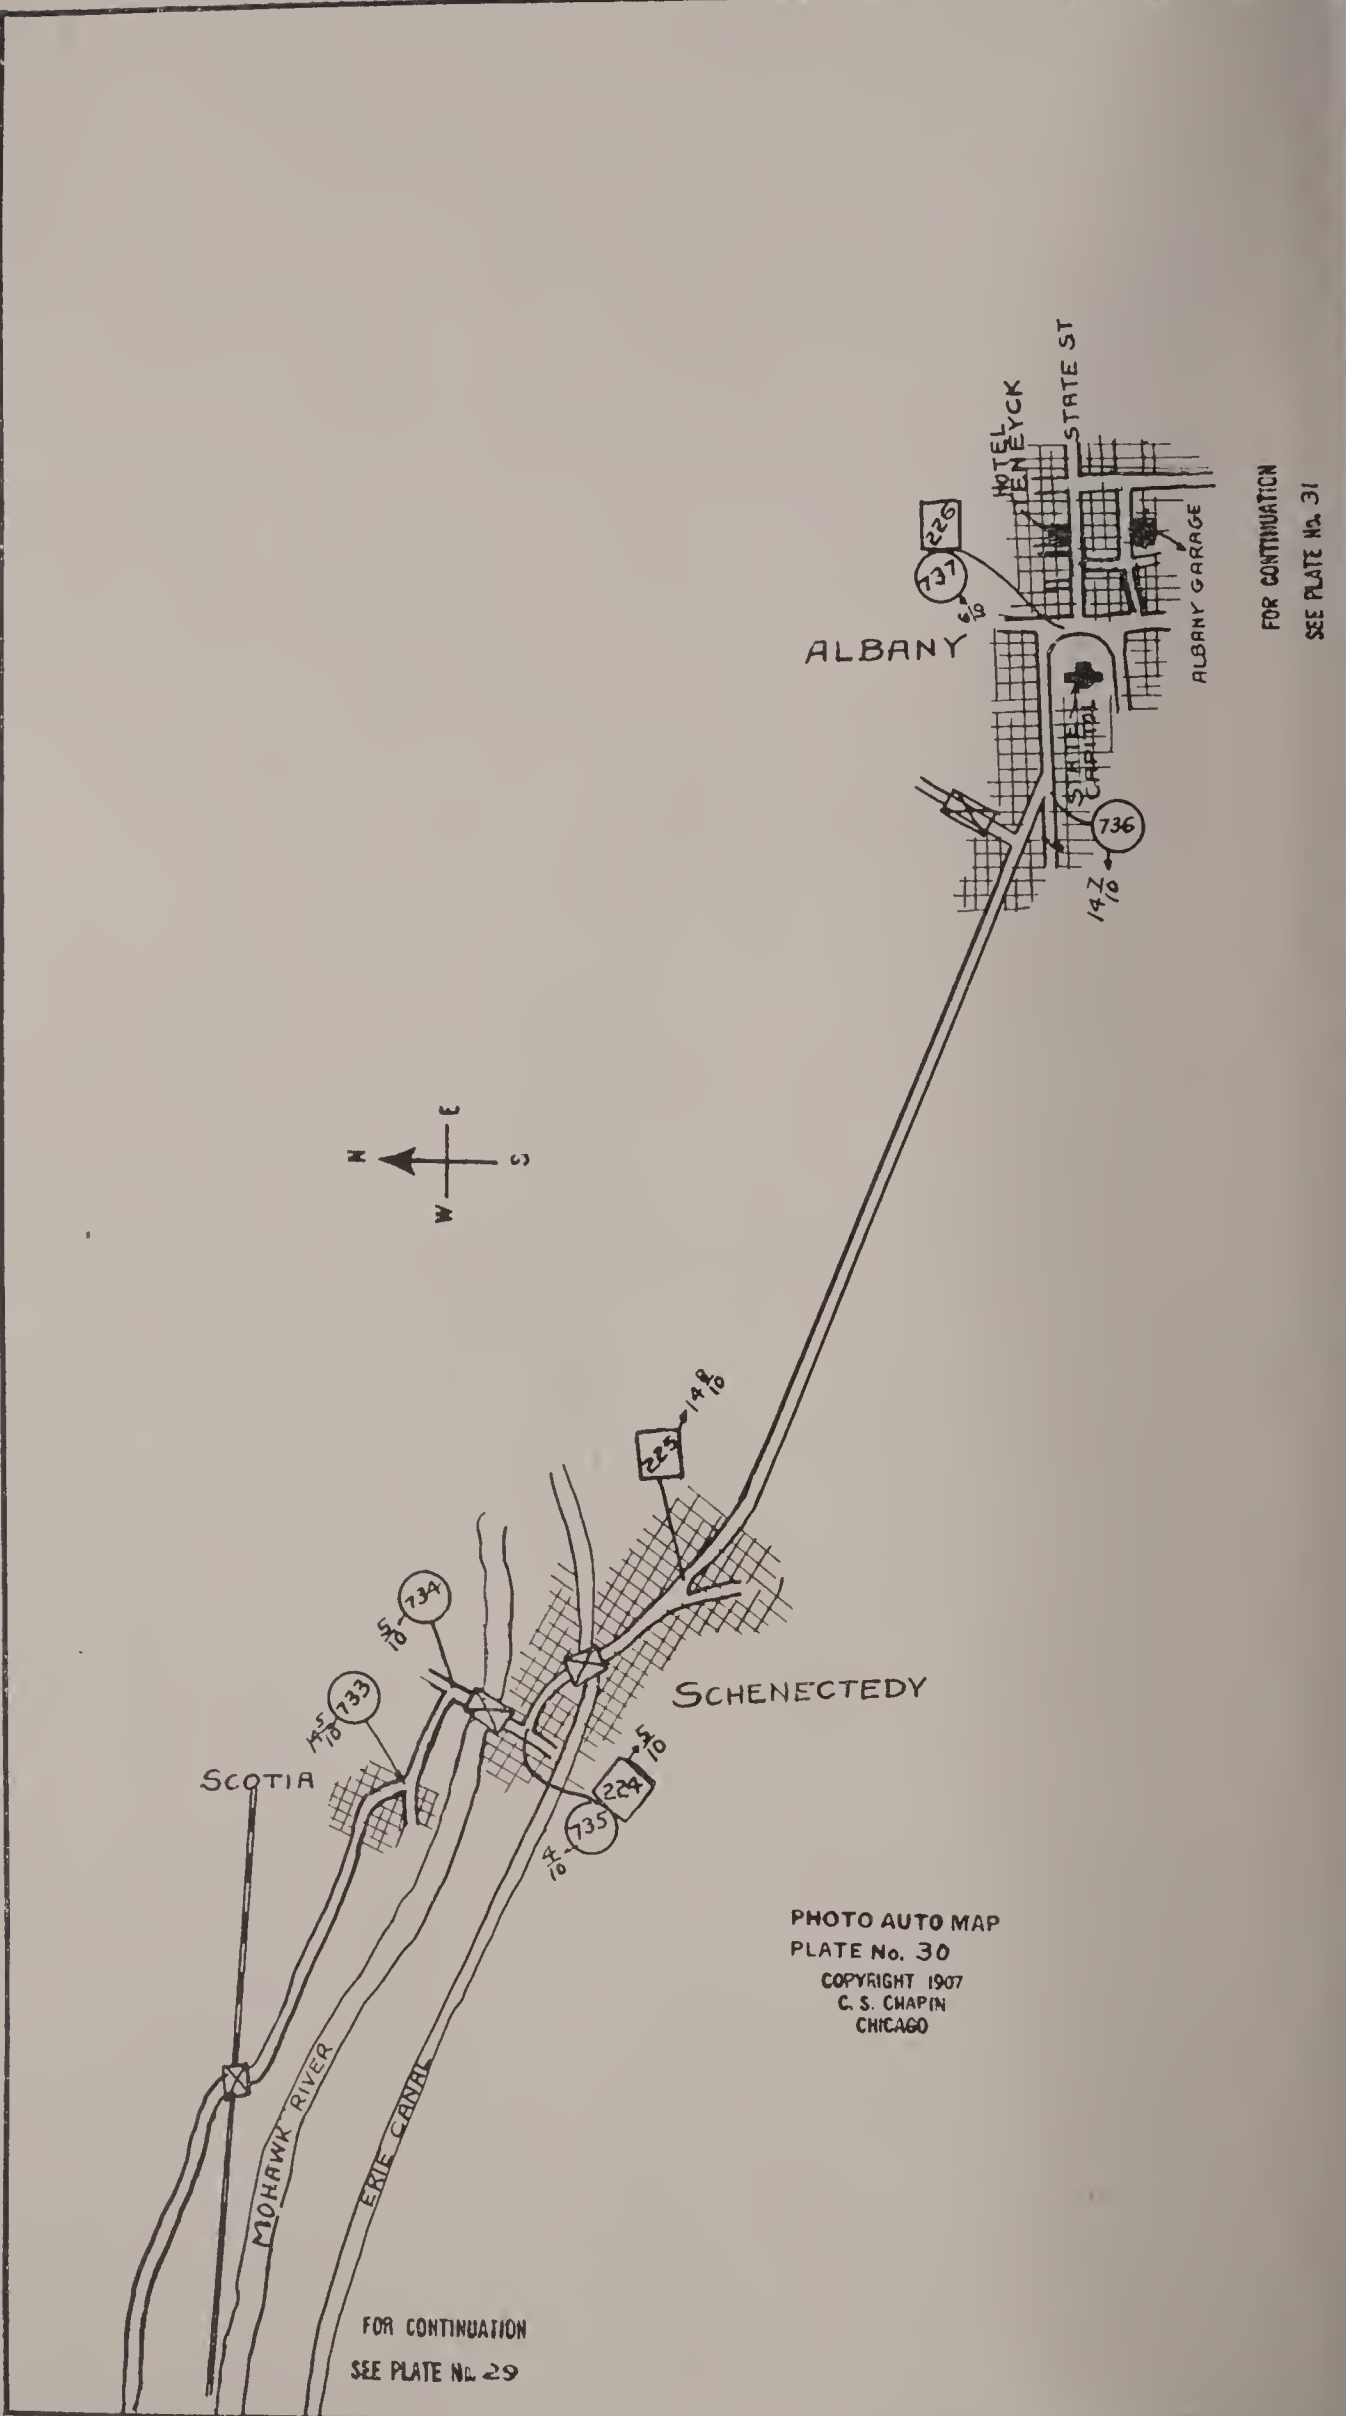 STATE ST
HOTEL
TEN EYCK
226
737
6/10
ALBANY
ALBANY GARAGE
FOR CONTINUATION
SEE PLATE No. 31
STATE
CAPITOL
736
14 7/10
N
E
S
W
225
14 8/10
734
5/10
733
14 5/10
SCHENECTEDY
SCOTIA
224
5/10
735
4/10
PHOTO AUTO MAP
PLATE No. 30
COPYRIGHT 1907
C. S. CHAPIN
CHICAGO
MOHAWK RIVER
ERIE CANAL
FOR CONTINUATION
SEE PLATE No. 29